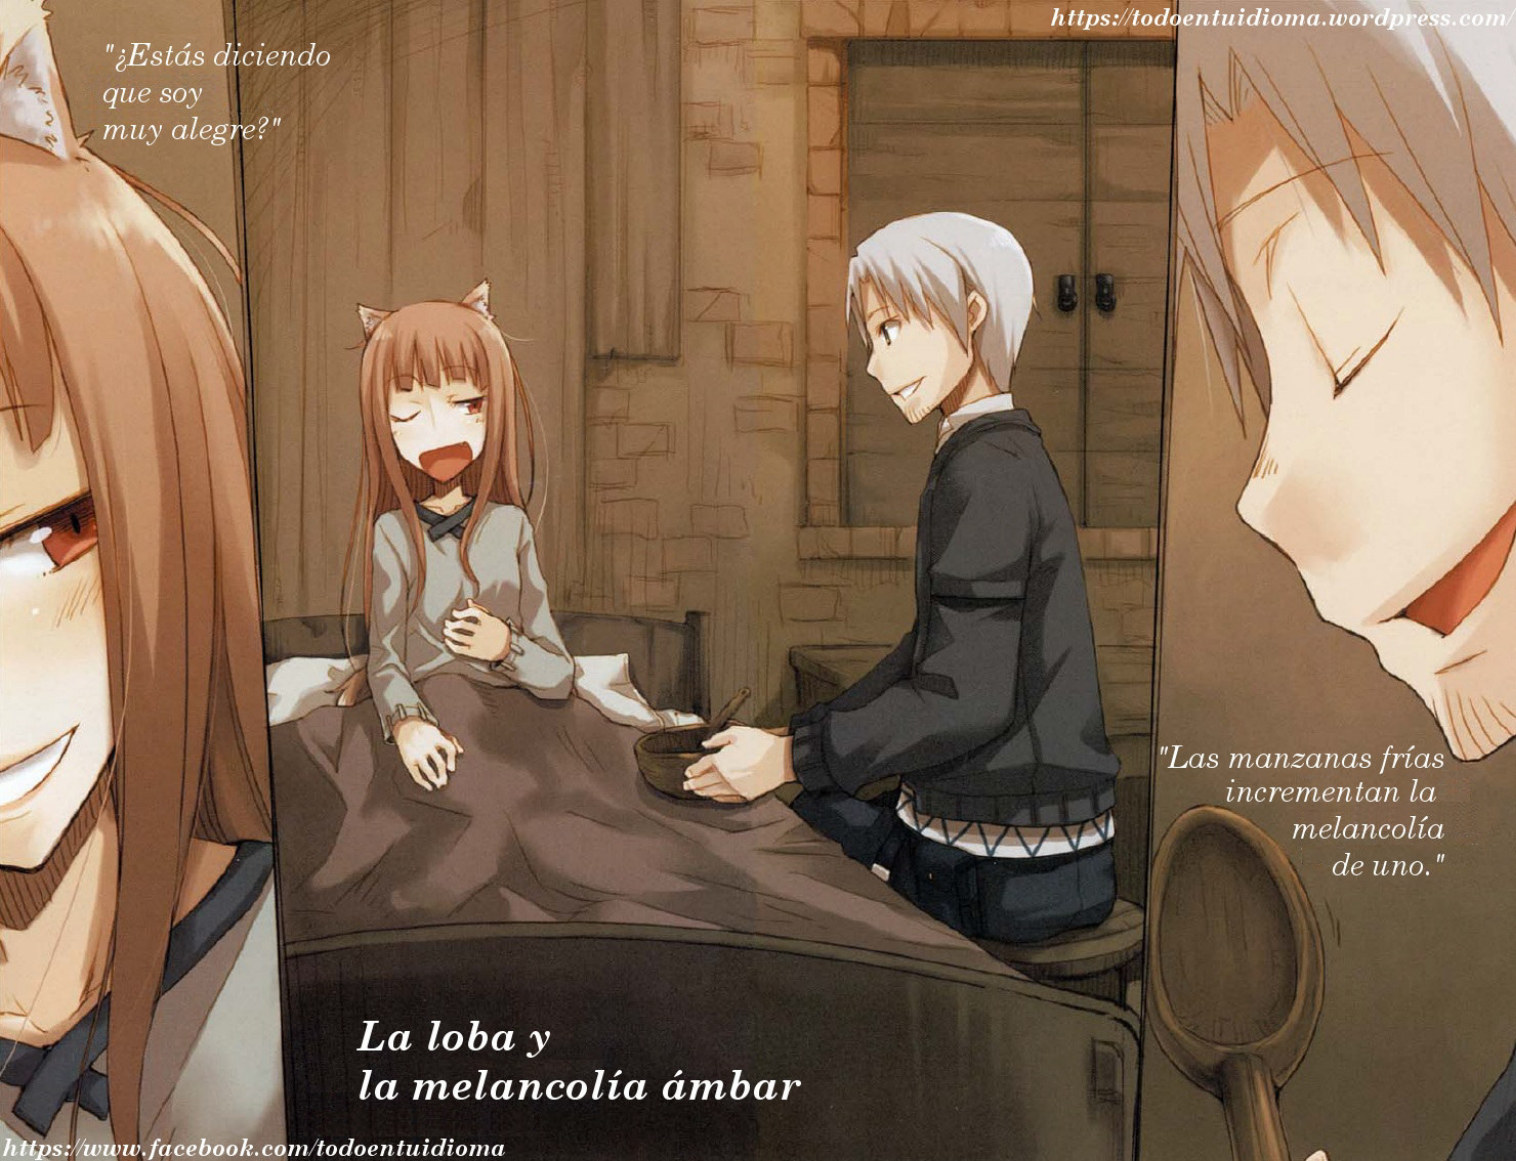 https://todoentuidioma.wordpress.com/
"¿Estás diciendo
que soy
muy alegre?"
"Las manzanas frías
incrementan la
melancolía
de uno."
La loba y
la melancolía ámbar
https://www.facebook.com/todoentuidioma